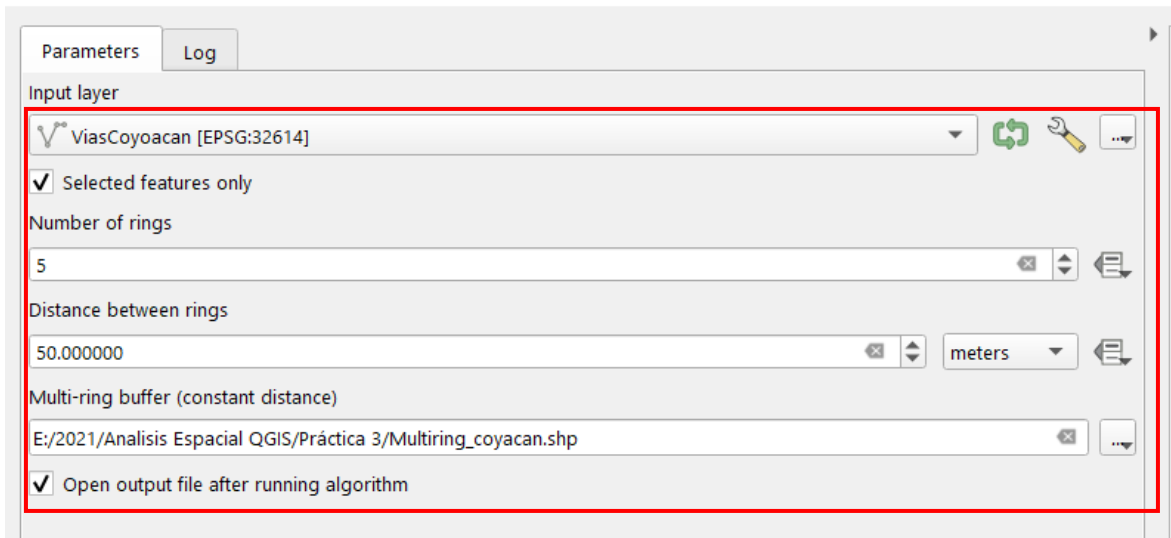 Parameters Log
Input layer
ViasCoyoacan [EPSG:32614]
...
Selected features only
Number of rings
5
Distance between rings
50.000000 meters
Multi-ring buffer (constant distance)
E:/2021/Analisis Espacial QGIS/Práctica 3/Multiring_coyacan.shp
...
Open output file after running algorithm